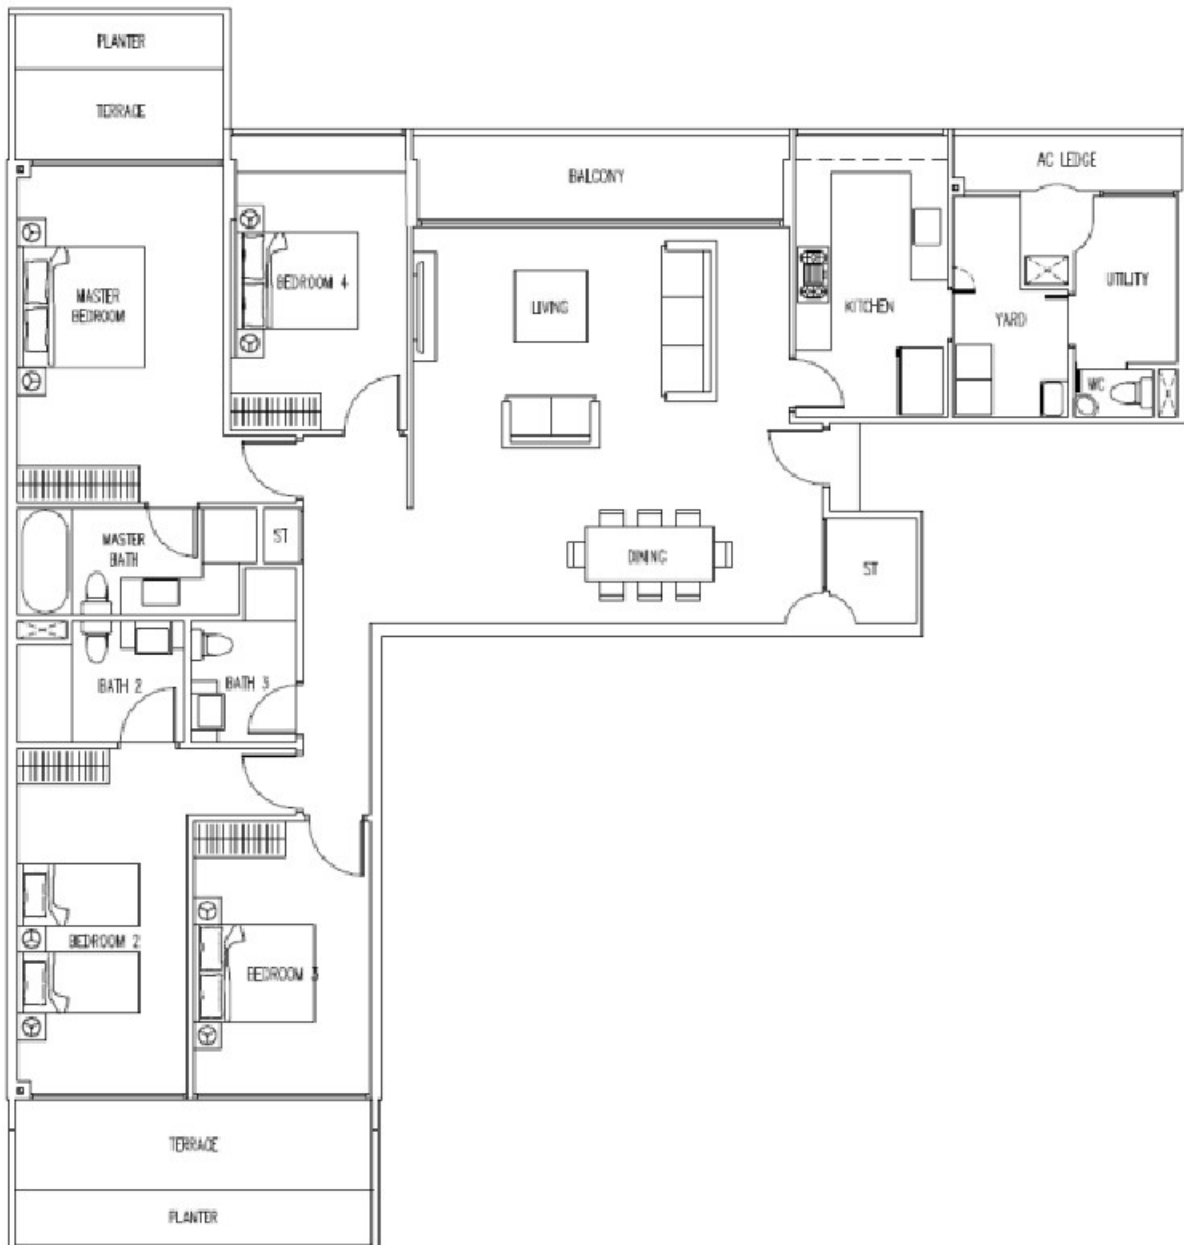 PLANTER
TERRACE
BALCONY
AC LEDGE
MASTER
BEDROOM
BEDROOM 4
LIVING
KITCHEN
YARD
UTILITY
WC
MASTER
BATH
ST
DINING
ST
BATH 2
BATH 3
BEDROOM 2
BEDROOM 3
TERRACE
PLANTER